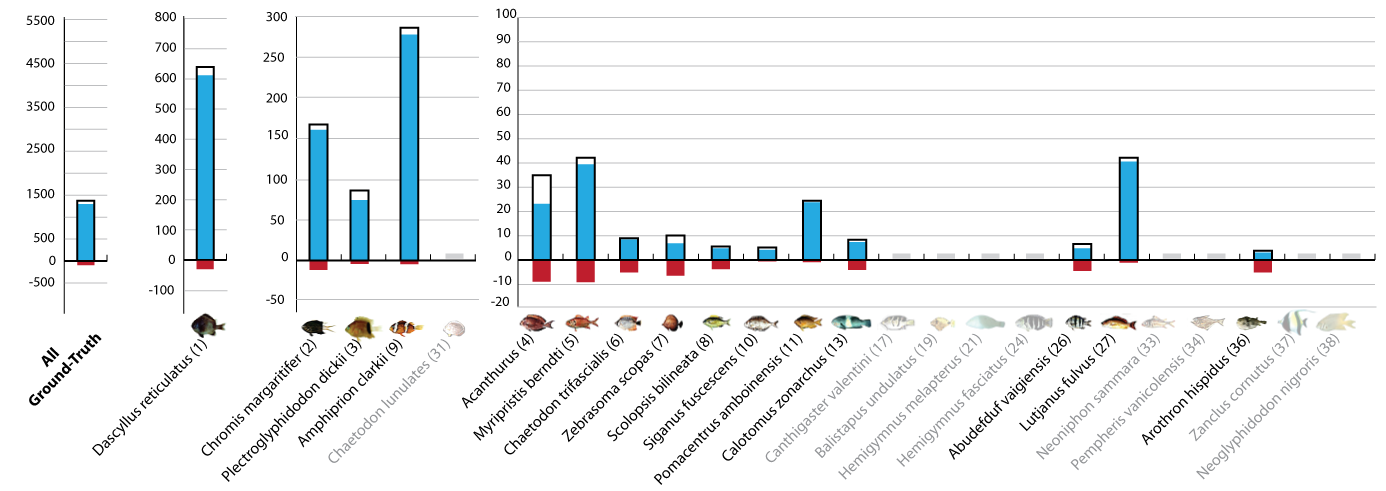 5500
4500
3500
2500
1500
500
0
-500
All
Ground-Truth
800
700
600
500
400
300
200
100
0
-100
Dascyllus reticulatus (1)
300
250
200
150
100
50
0
-50
Chromis margaritifer (2)
Plectroglyphidodon dickii (3)
Amphiprion clarkii (9)
Chaetodon lunulates (31)
100
90
80
70
60
50
40
30
20
10
0
-10
-20
Acanthurus (4)
Myripristis berndti (5)
Chaetodon trifascialis (6)
Zebrasoma scopas (7)
Scolopsis bilineata (8)
Siganus fuscescens (10)
Pomacentrus amboinensis (11)
Calotomus zonarchus (13)
Canthigaster valentini (17)
Balistapus undulatus (19)
Hemigymnus melapterus (21)
Hemigymnus fasciatus (24)
Abudefduf vaigiensis (26)
Lutjanus fulvus (27)
Neoniphon sammara (33)
Pempheris vanicolensis (34)
Arothron hispidus (36)
Zanclus cornutus (37)
Neoglyphidodon nigroris (38)